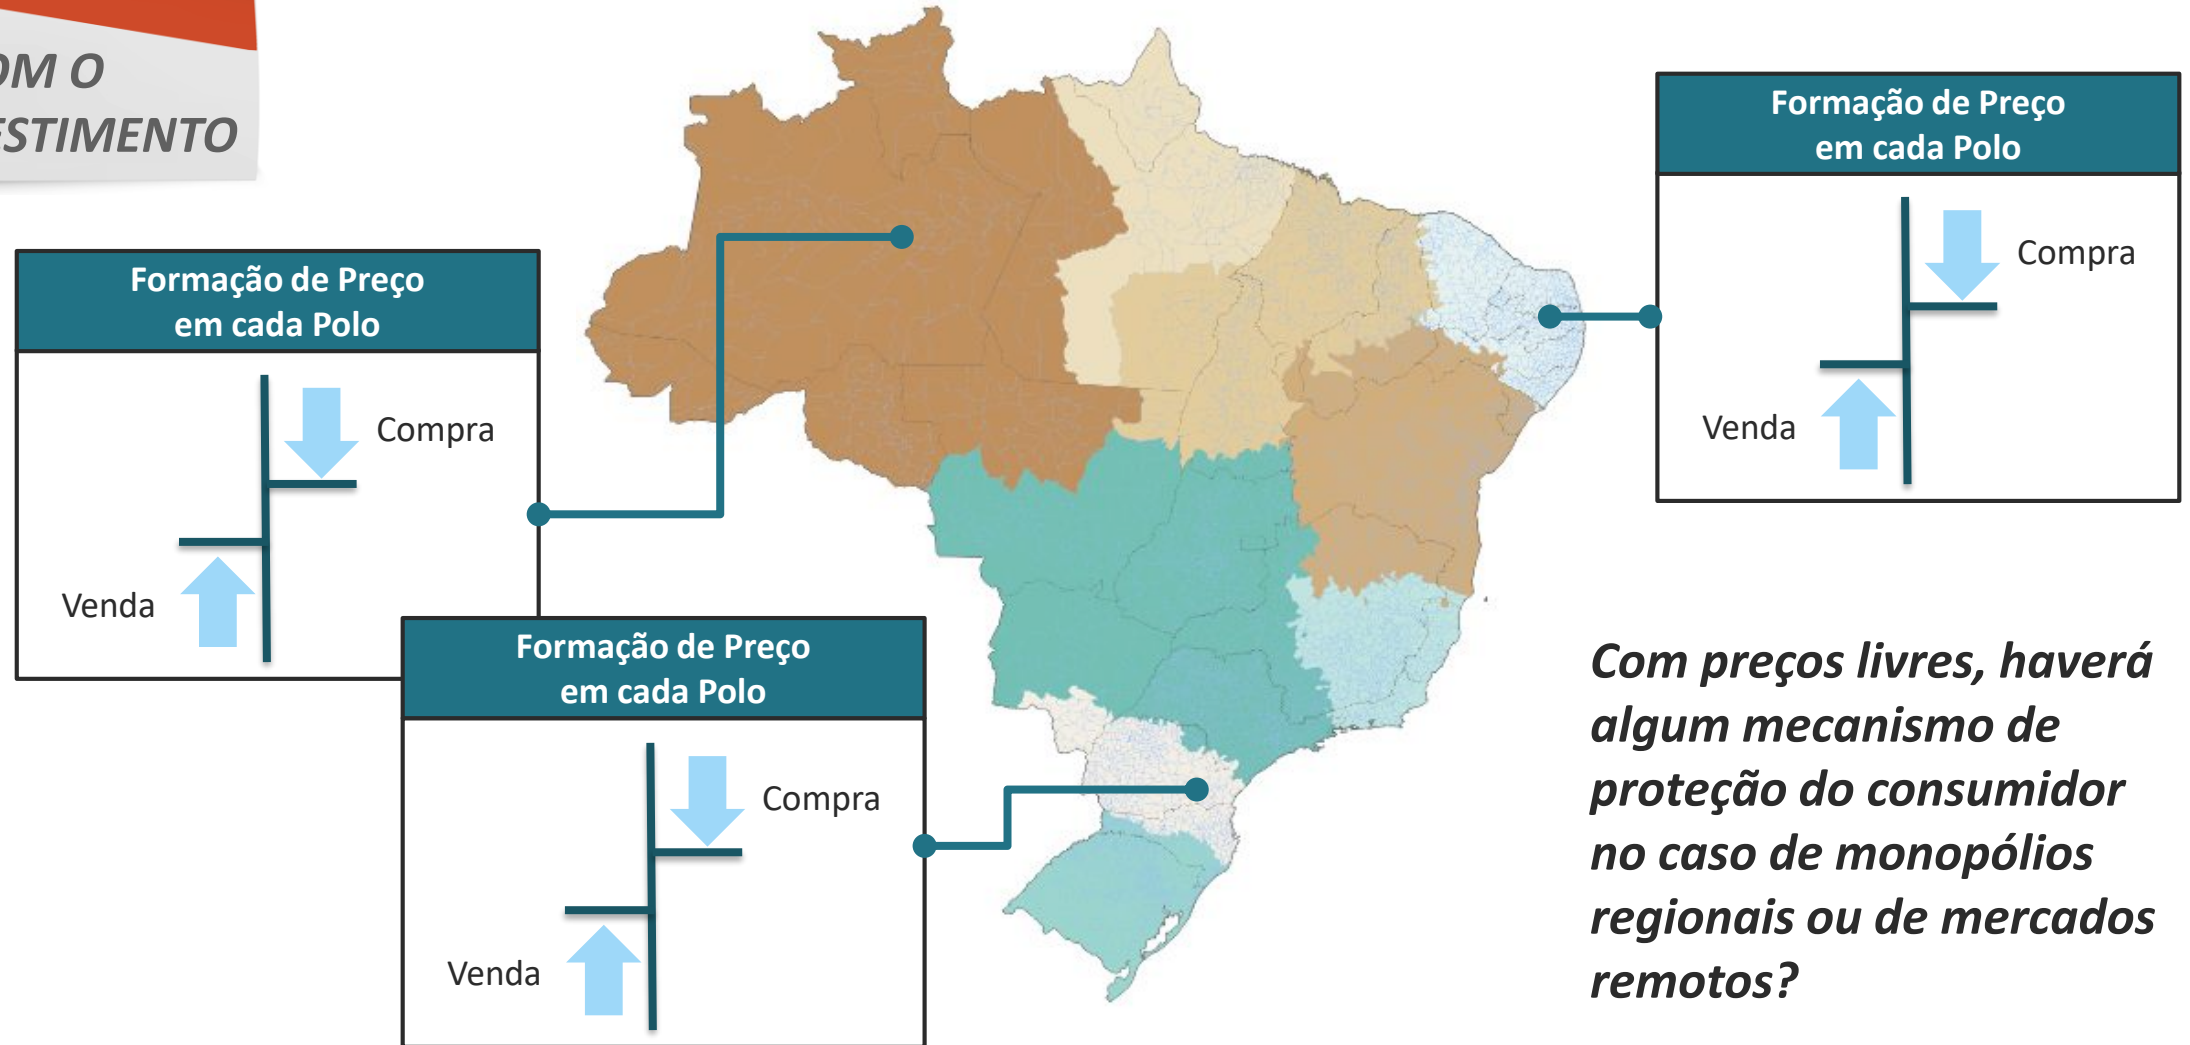 OM O
ESTIMENTO
Formação de Preço
em cada Polo
Compra
Venda
Formação de Preço
em cada Polo
Compra
Venda
Formação de Preço
em cada Polo
Compra
Venda
Com preços livres, haverá
algum mecanismo de
proteção do consumidor
no caso de monopólios
regionais ou de mercados
remotos?